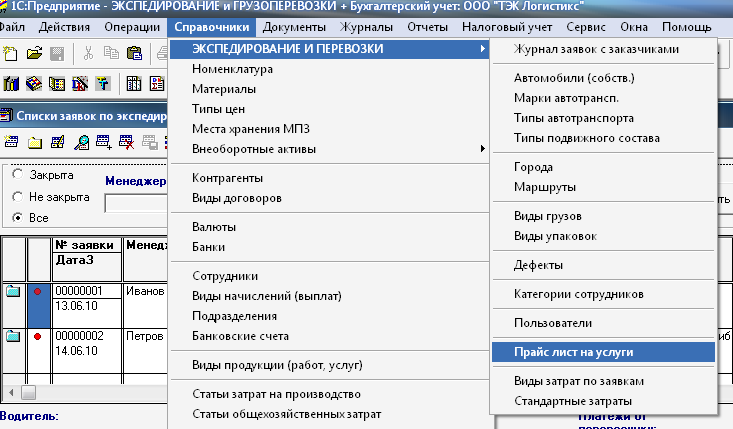 1С:Предприятие - ЭКСПЕДИРОВАНИЕ и ГРУЗОПЕРЕВОЗКИ + Бухгалтерский учет: ООО "ТЭК Логистикс"
Файл Действия Операции Справочники Документы Журналы Отчеты Налоговый учет Сервис Окна Помощь
ЭКСПЕДИРОВАНИЕ И ПЕРЕВОЗКИ
Номенклатура
Материалы
Типы цен
Места хранения МПЗ
Внеоборотные активы
Контрагенты
Виды договоров
Валюты
Банки
Сотрудники
Виды начислений (выплат)
Подразделения
Банковские счета
Виды продукции (работ, услуг)
Статьи затрат на производство
Статьи общехозяйственных затрат
Журнал заявок с заказчиками
Автомобили (собств.)
Марки автотрансп.
Типы автотранспорта
Типы подвижного состава
Города
Маршруты
Виды грузов
Виды упаковок
Дефекты
Категории сотрудников
Пользователи
Прайс лист на услуги
Виды затрат по заявкам
Стандартные затраты
Списки заявок по экспедир
Закрыта
Не закрыта
Все
Менеджер
№ заявки Менед
Дата З
00000001 Иванов
13.06.10
00000002 Петров
14.06.10
Водитель:
Платежи от